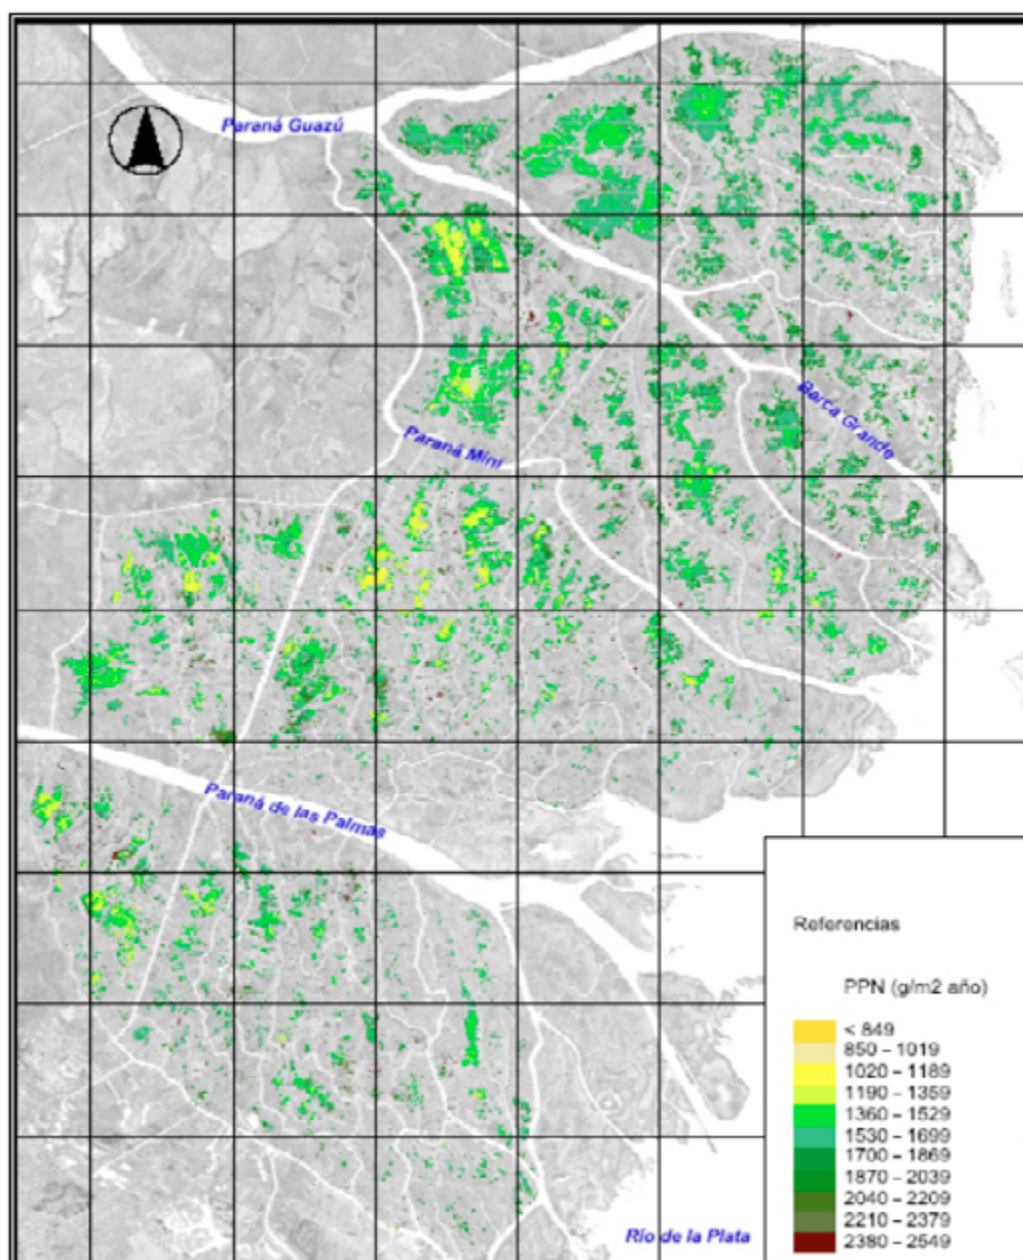 Paraná Guazú
Barca Grande
Paraná Miní
Paraná de las Palmas
Referencias
PPN (g/m2 año)
< 849
850 – 1019
1020 – 1189
1190 – 1359
1360 – 1529
1530 – 1699
1700 – 1869
1870 – 2039
2040 – 2209
2210 – 2379
2380 – 2549
Río de la Plata